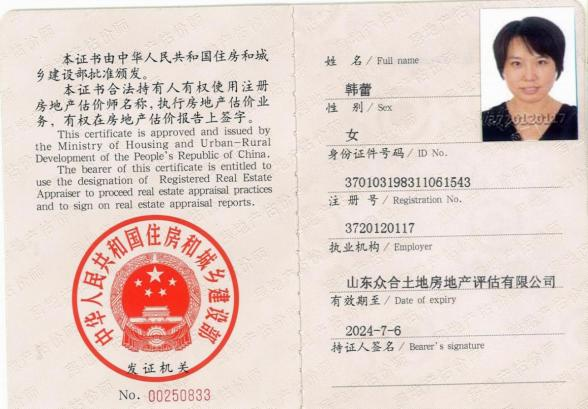 本证书由中华人民共和国住房和城
乡建设部批准颁发。
本证书合法持有人有权使用注册
房地产估价师名称,执行房地产估价业
务,有权在房地产估价报告上签字。
This certificate is approved and issued by
the Ministry of Housing and Urban-Rural
Development of the People's Republic of China.
The bearer of this certificate is entitled to
use the designation of Registered Real Estate
Appraiser to proceed real estate appraisal practices
and to sign on real estate appraisal reports.
中华人民共和国住房和城乡建设部
发证机关
No. 00250833
姓 名/ Full name
韩蕾
性 别/ Sex
女
身份证件号码/ ID No.
370103198311061543
注 册 号/ Registration No.
3720120117
执业机构/ Employer
山东众合土地房地产评估有限公司
有效期至/ Date of expiry
2024-7-6
持证人签名/ Bearer's signature
3720120117